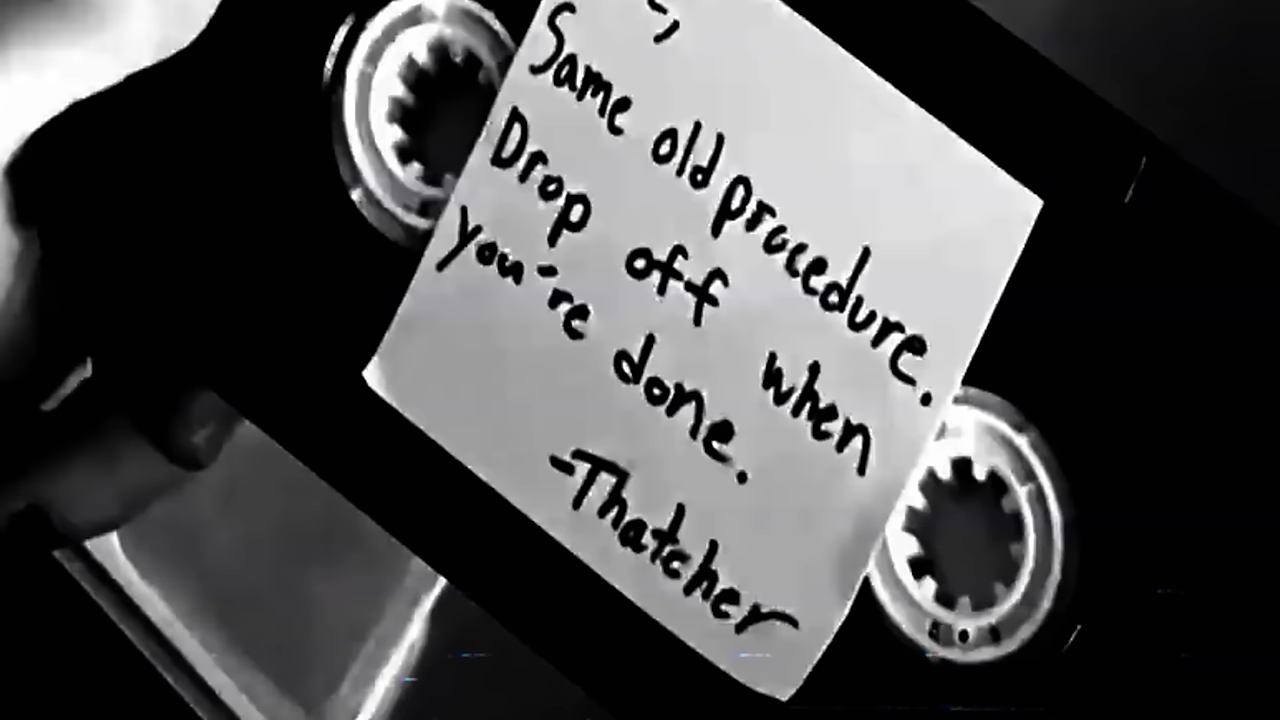 Same old procedure.
Drop off when
you're done.
-Thatcher